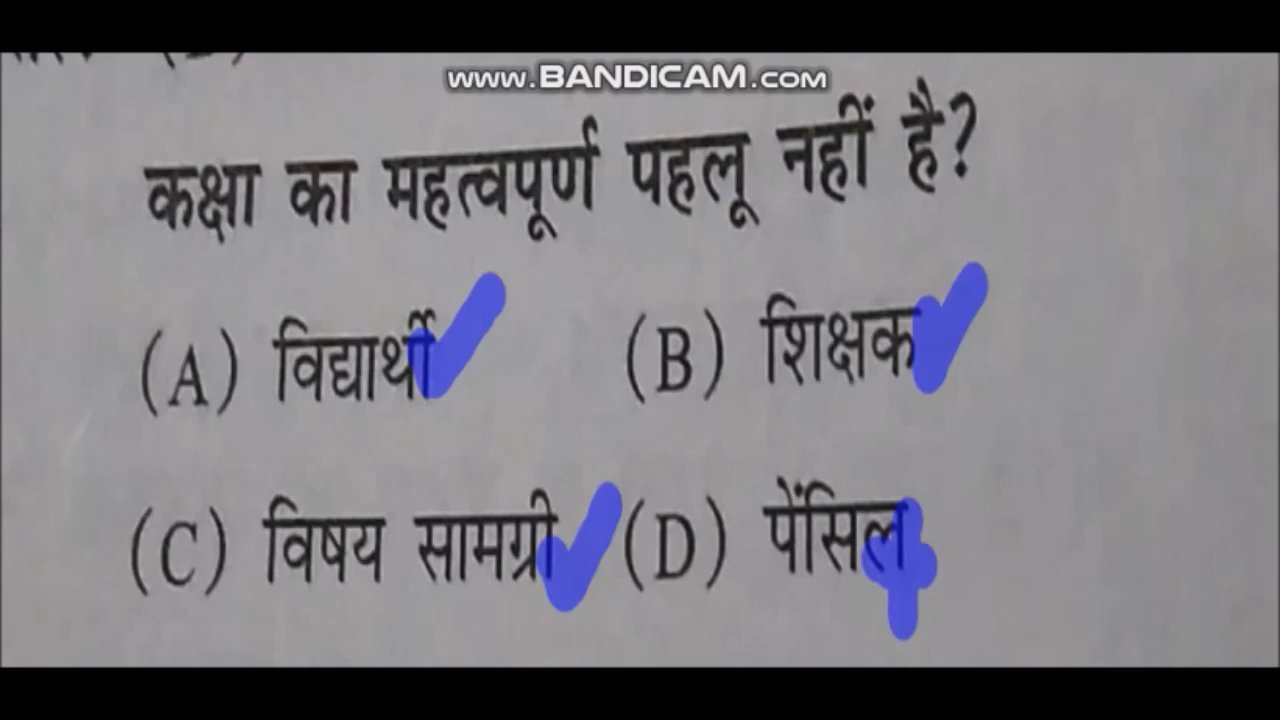 www.BANDICAM.com
कक्षा का महत्वपूर्ण पहलू नहीं है?
(A) विद्यार्थी (B) शिक्षक
(C) विषय सामग्री (D) पेंसिल